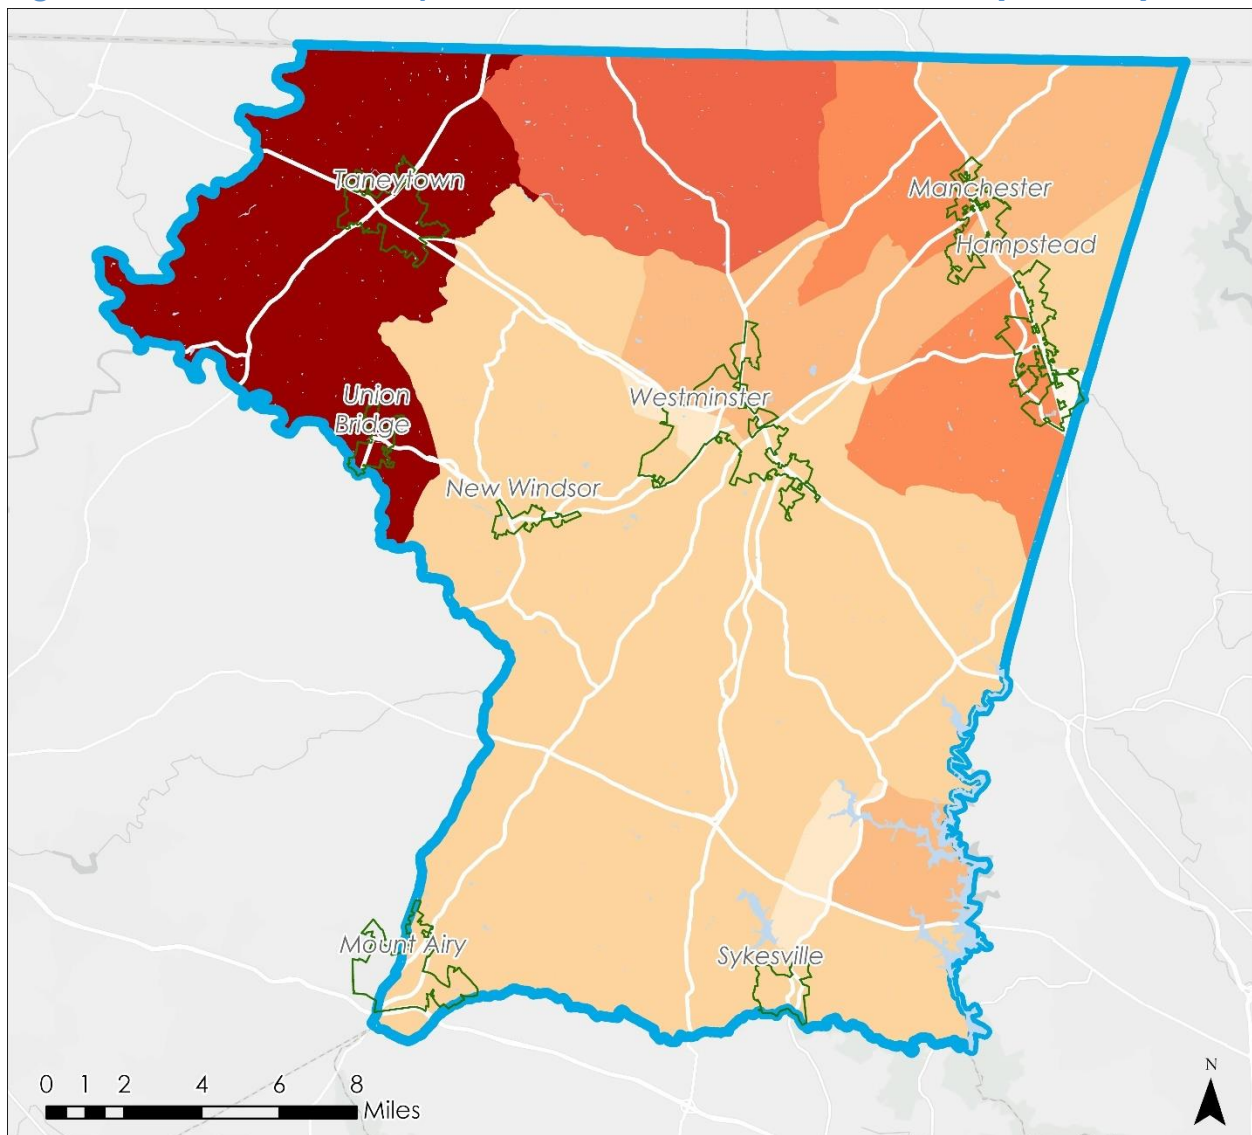 Taneytown
Manchester
Hampstead
Union
Bridge
Westminster
New Windsor
Mount Airy
Sykesville
0 1 2 4 6 8
Miles
N